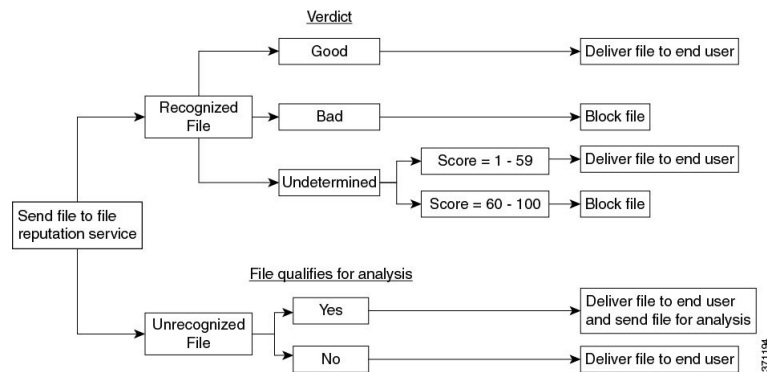 Verdict
Good
Deliver file to end user
Recognized
File
Bad
Block file
Undetermined
Score = 1 - 59
Deliver file to end user
Score = 60 - 100
Block file
Send file to file
reputation service
File qualifies for analysis
Yes
Deliver file to end user
and send file for analysis
Unrecognized
File
No
Deliver file to end user
371194